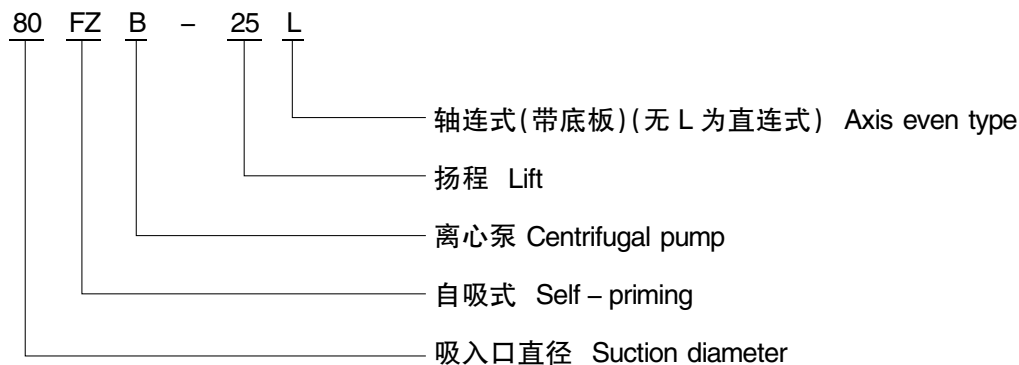 80 FZ B – 25 L
轴连式(带底板)(无 L 为直连式) Axis even type
扬程 Lift
离心泵 Centrifugal pump
自吸式 Self – priming
吸入口直径 Suction diameter